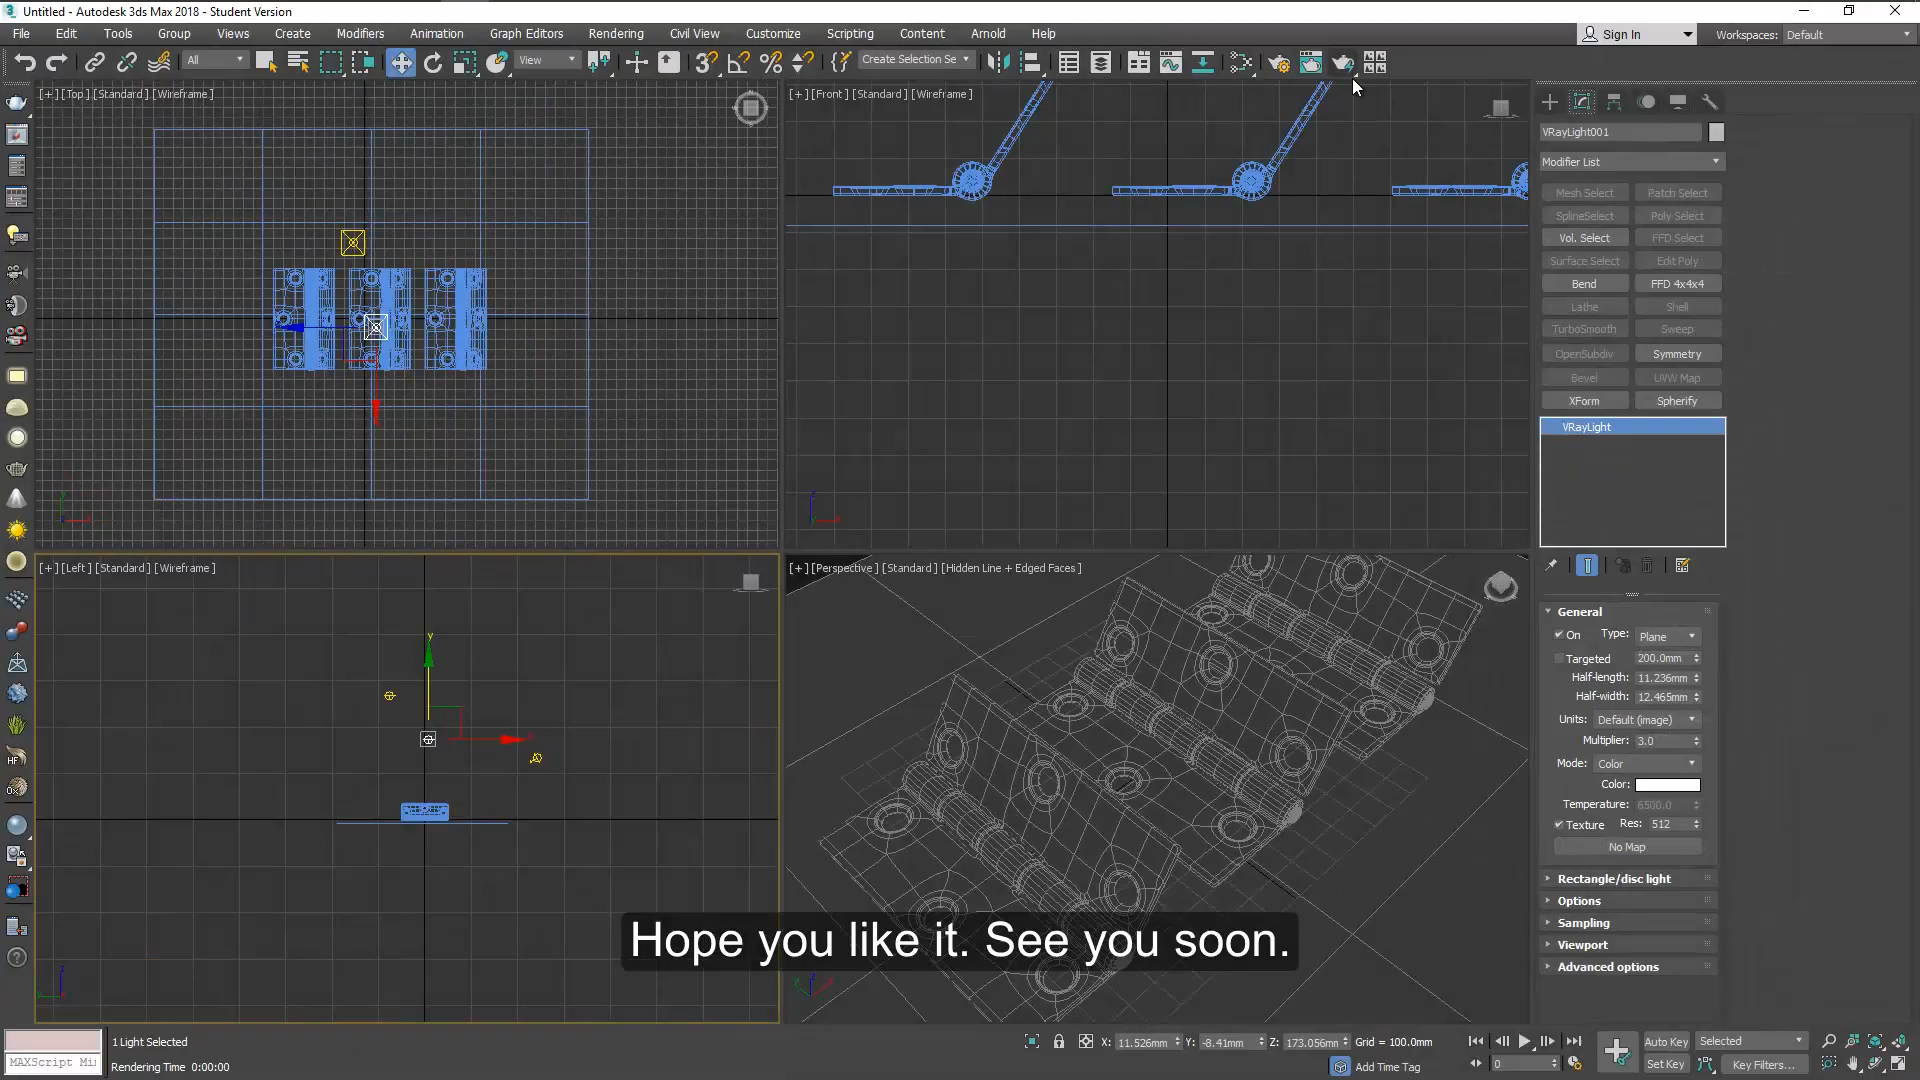 Untitled - Autodesk 3ds Max 2018 - Student Version
File Edit Tools Group Views Create Modifiers Animation Graph Editors Rendering Civil View Customize Scripting Content Arnold Help
Sign In Workspaces: Default
All View Create Selection Se
[+] [Top] [Standard] [Wireframe]
[+] [Front] [Standard] [Wireframe]
VRayLight001
Modifier List
Mesh Select Patch Select
SplineSelect Poly Select
Vol. Select FFD Select
Surface Select Edit Poly
Bend FFD 4x4x4
Lathe Shell
TurboSmooth Sweep
OpenSubdiv Symmetry
Bevel UVW Map
XForm Spherify
VRayLight
[+] [Left] [Standard] [Wireframe]
[+] [Perspective] [Standard] [Hidden Line + Edged Faces]
General
On Type: Plane
Targeted 200.0mm
Half-length: 11.236mm
Half-width: 12.465mm
Units: Default (image)
Multiplier: 3.0
Mode: Color
Color:
Temperature: 6500.0
Texture Res: 512
No Map
Rectangle/disc light
Options
Sampling
Viewport
Advanced options
Hope you like it. See you soon.
1 Light Selected
X: 11.526mm Y: -8.41mm Z: 173.056mm Grid = 100.0mm
Auto Key Selected
MAXScript Mi
Rendering Time 0:00:00
Add Time Tag
0
Set Key Key Filters...